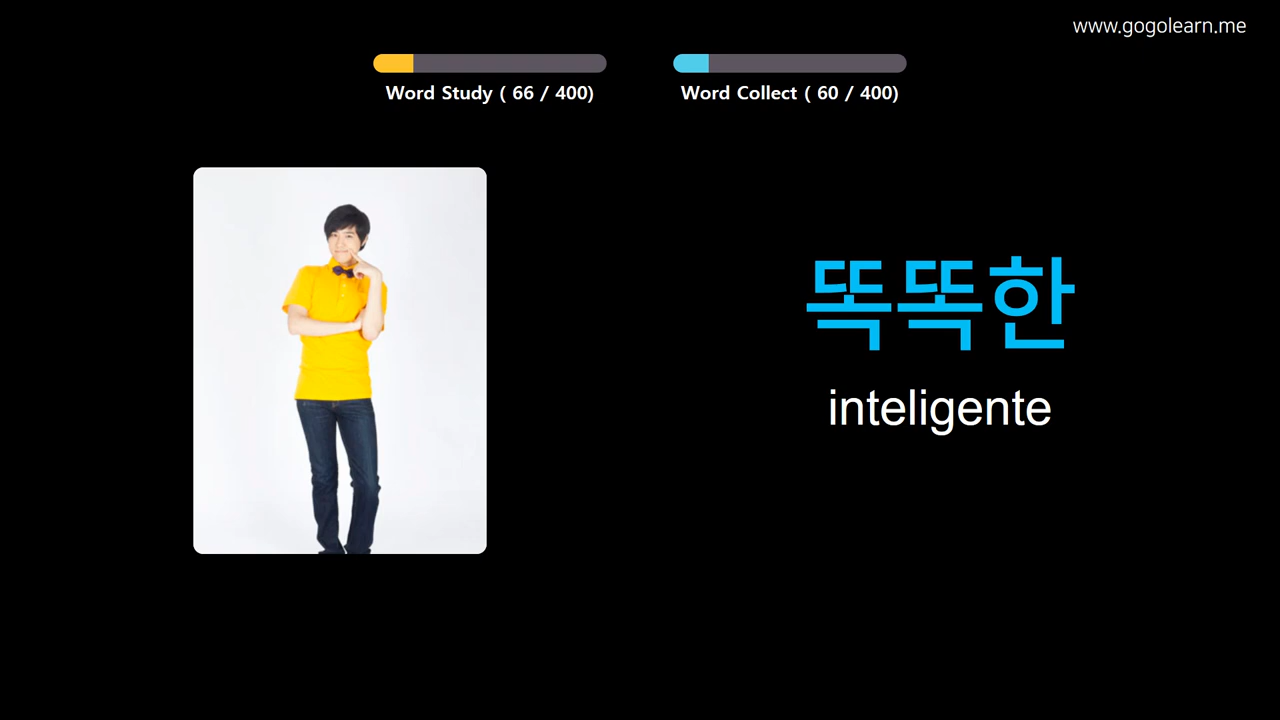 www.gogolearn.me
Word Study ( 66 / 400)
Word Collect ( 60 / 400)
똑똑한
inteligente